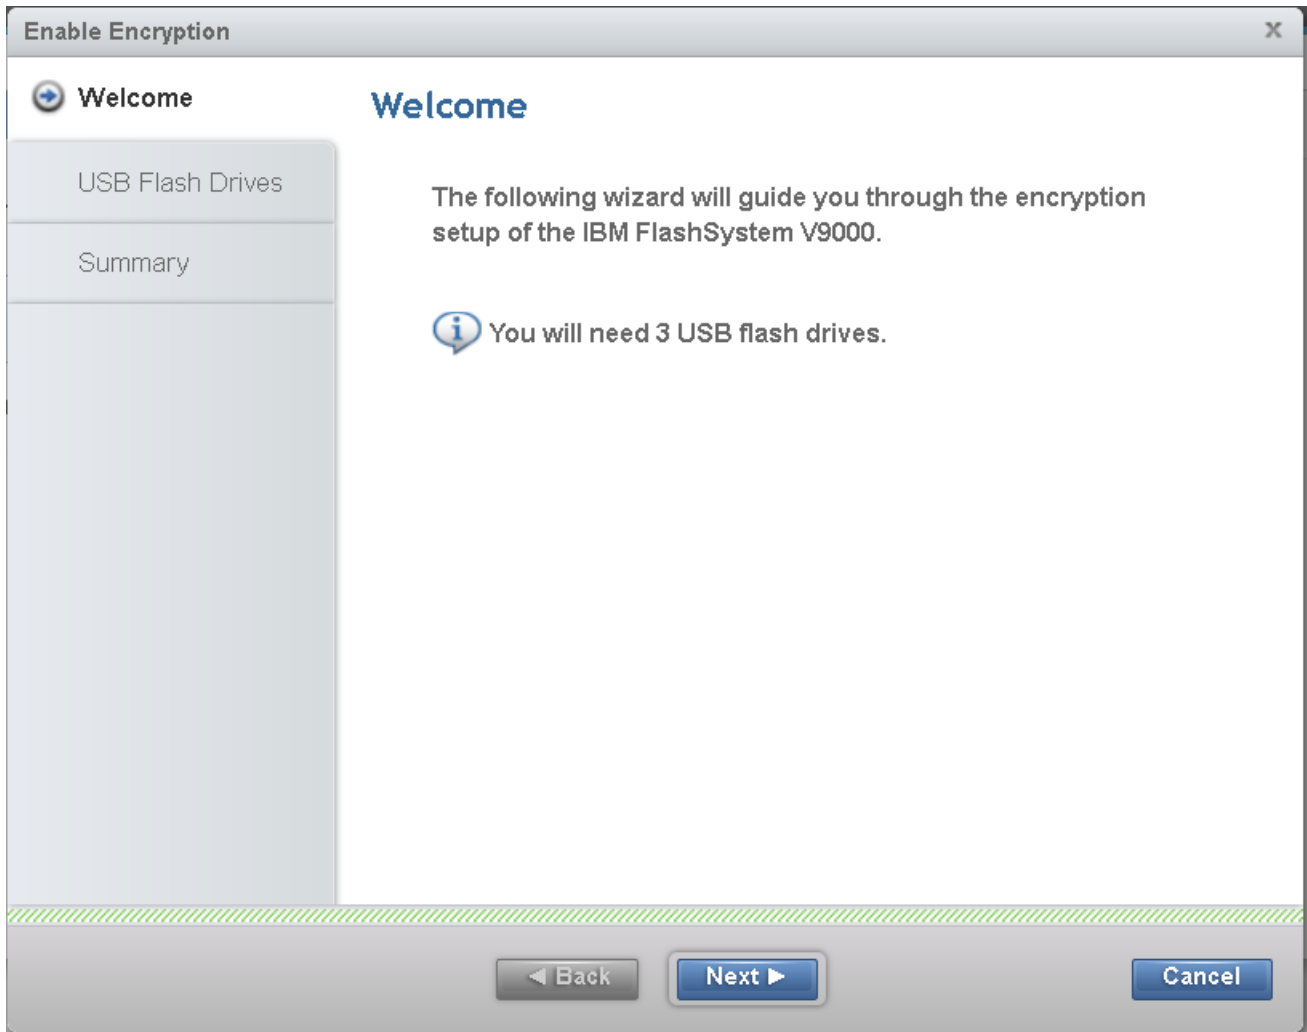 Enable Encryption
x
Welcome
USB Flash Drives
Summary
Welcome
The following wizard will guide you through the encryption
setup of the IBM FlashSystem V9000.
You will need 3 USB flash drives.
Back
Next
Cancel